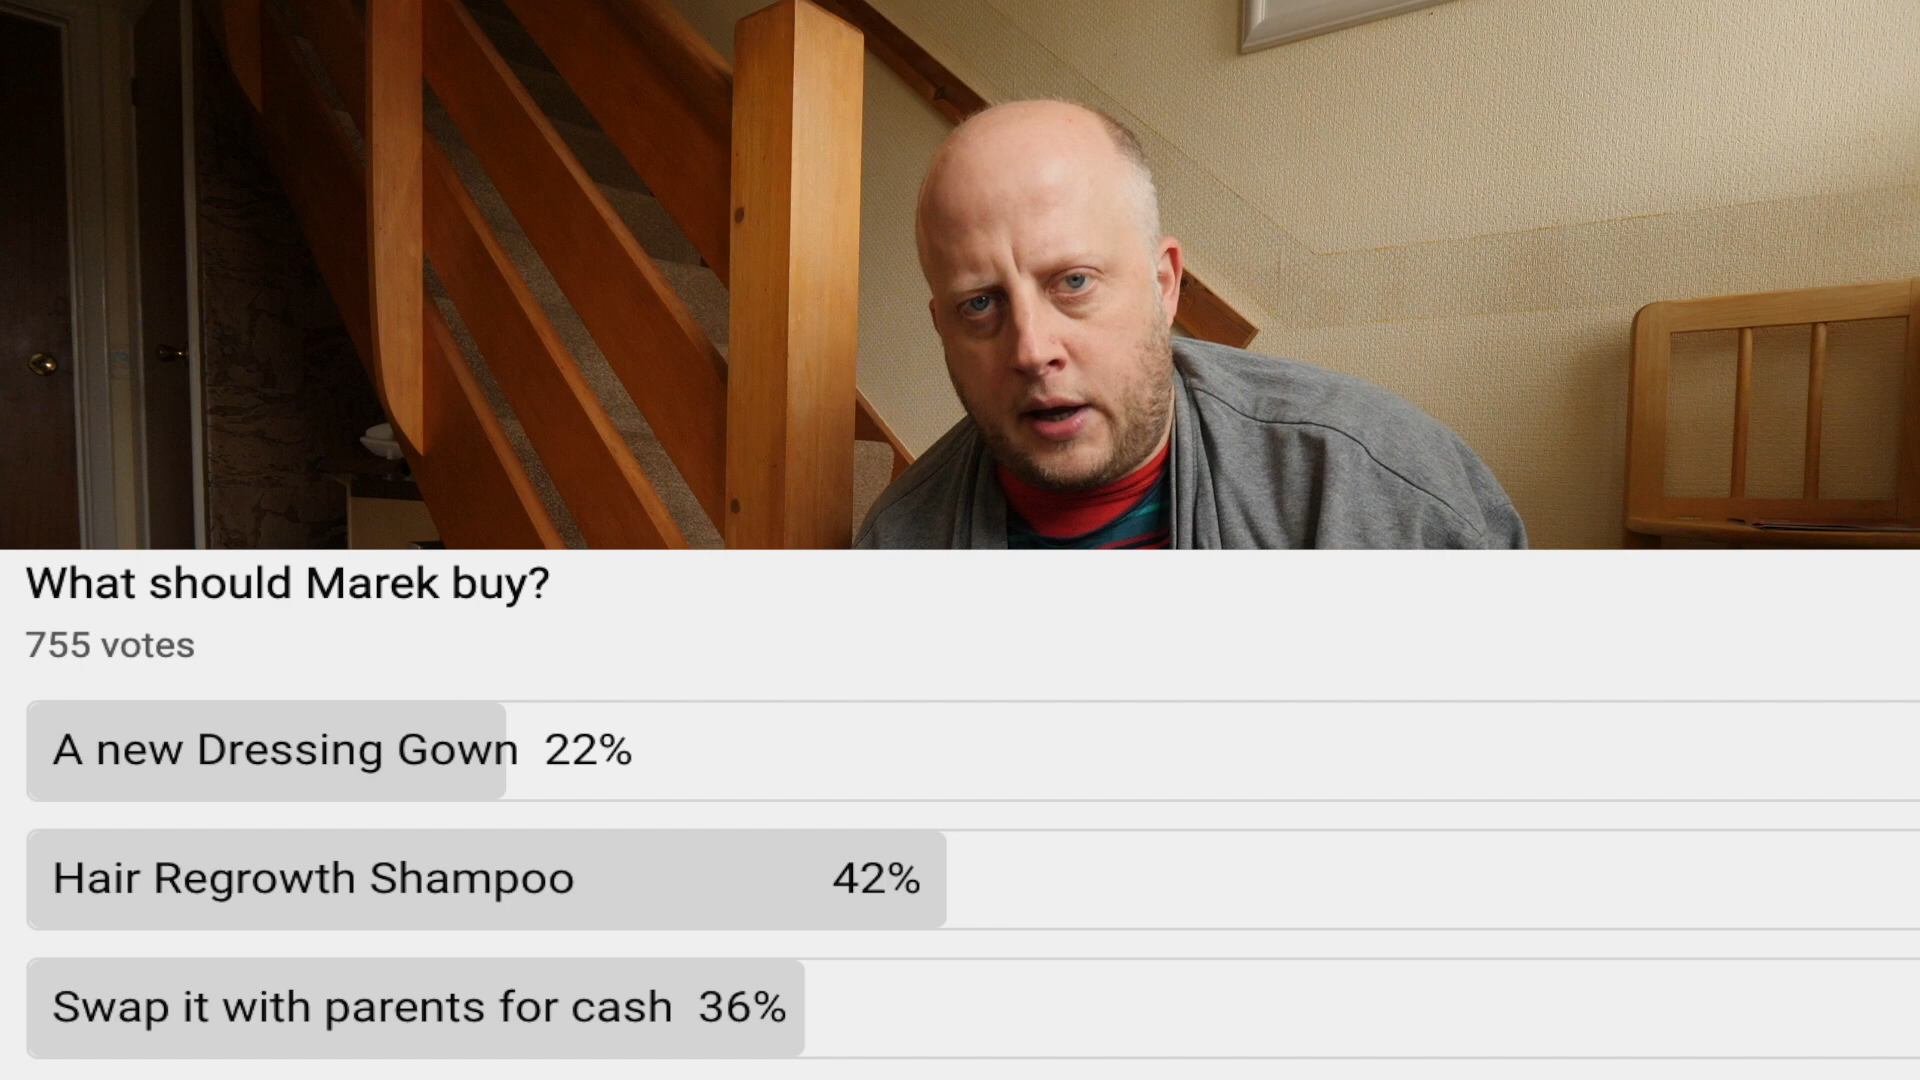 What should Marek buy?
755 votes
A new Dressing Gown 22%
Hair Regrowth Shampoo 42%
Swap it with parents for cash 36%